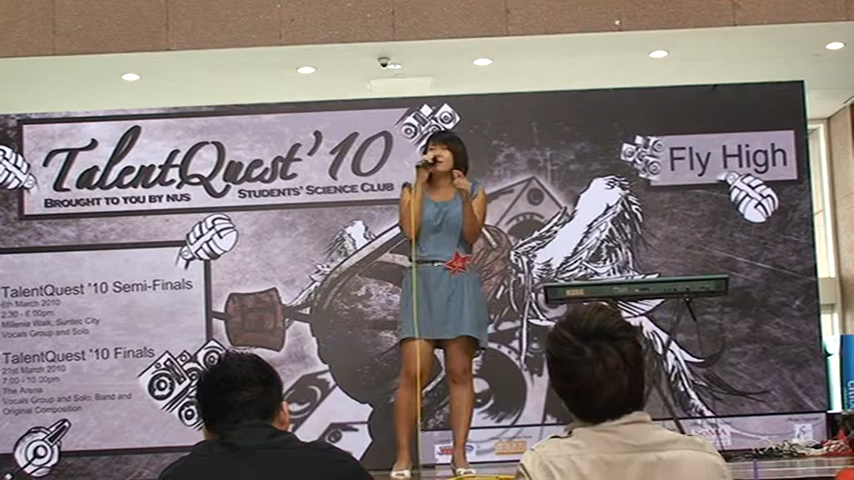 TalentQuest '10
BROUGHT TO YOU BY NUS STUDENTS' SCIENCE CLUB
Fly High
TalentQuest '10 Semi-Finals
6th March 2010
2.30 - 6.00pm
Millenia Walk, Suntec City
Vocals Group and Solo
TalentQuest '10 Finals
21st March 2010
7.00 - 10.00pm
The Arena
Vocals Group and Solo, Band and
Original Composition
KORG